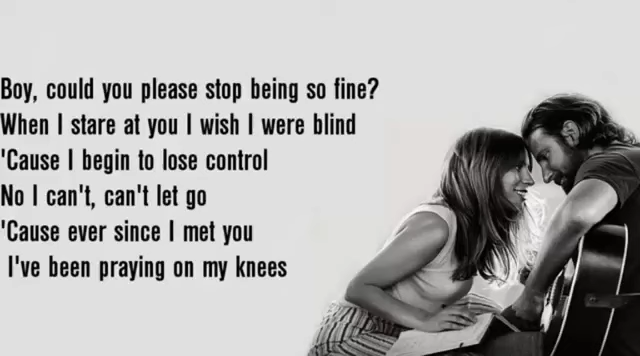 Boy, could you please stop being so fine?
When I stare at you I wish I were blind
'Cause I begin to lose control
No I can't, can't let go
'Cause ever since I met you
I've been praying on my knees